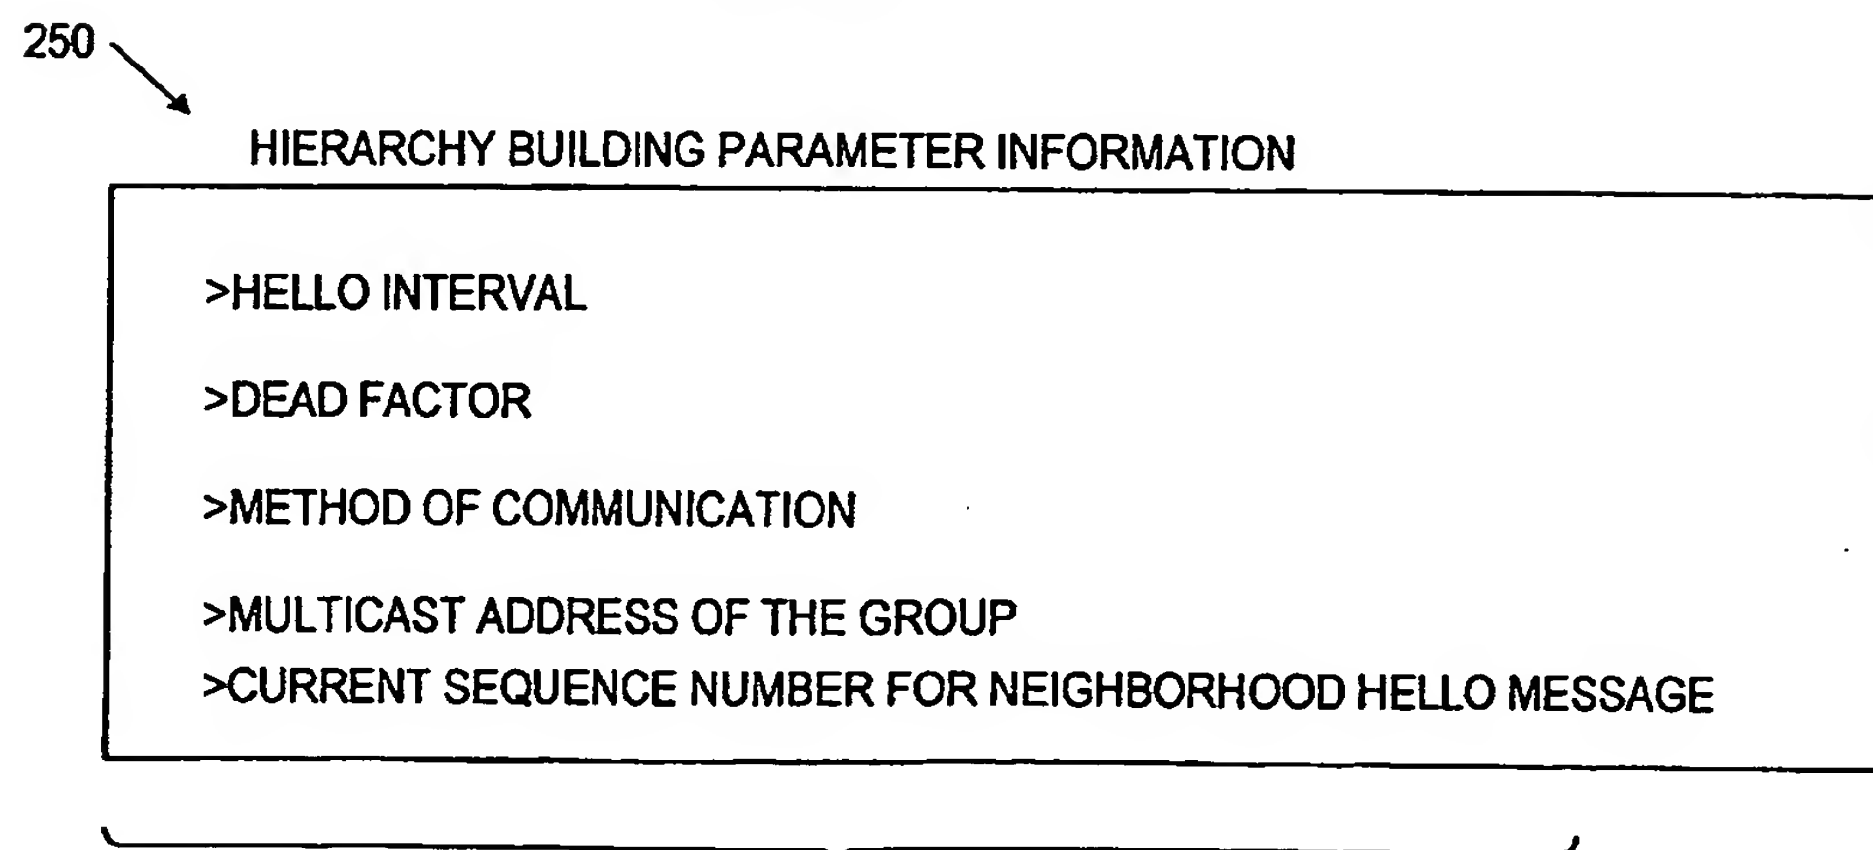 250
HIERARCHY BUILDING PARAMETER INFORMATION
>HELLO INTERVAL
>DEAD FACTOR
>METHOD OF COMMUNICATION
>MULTICAST ADDRESS OF THE GROUP
>CURRENT SEQUENCE NUMBER FOR NEIGHBORHOOD HELLO MESSAGE